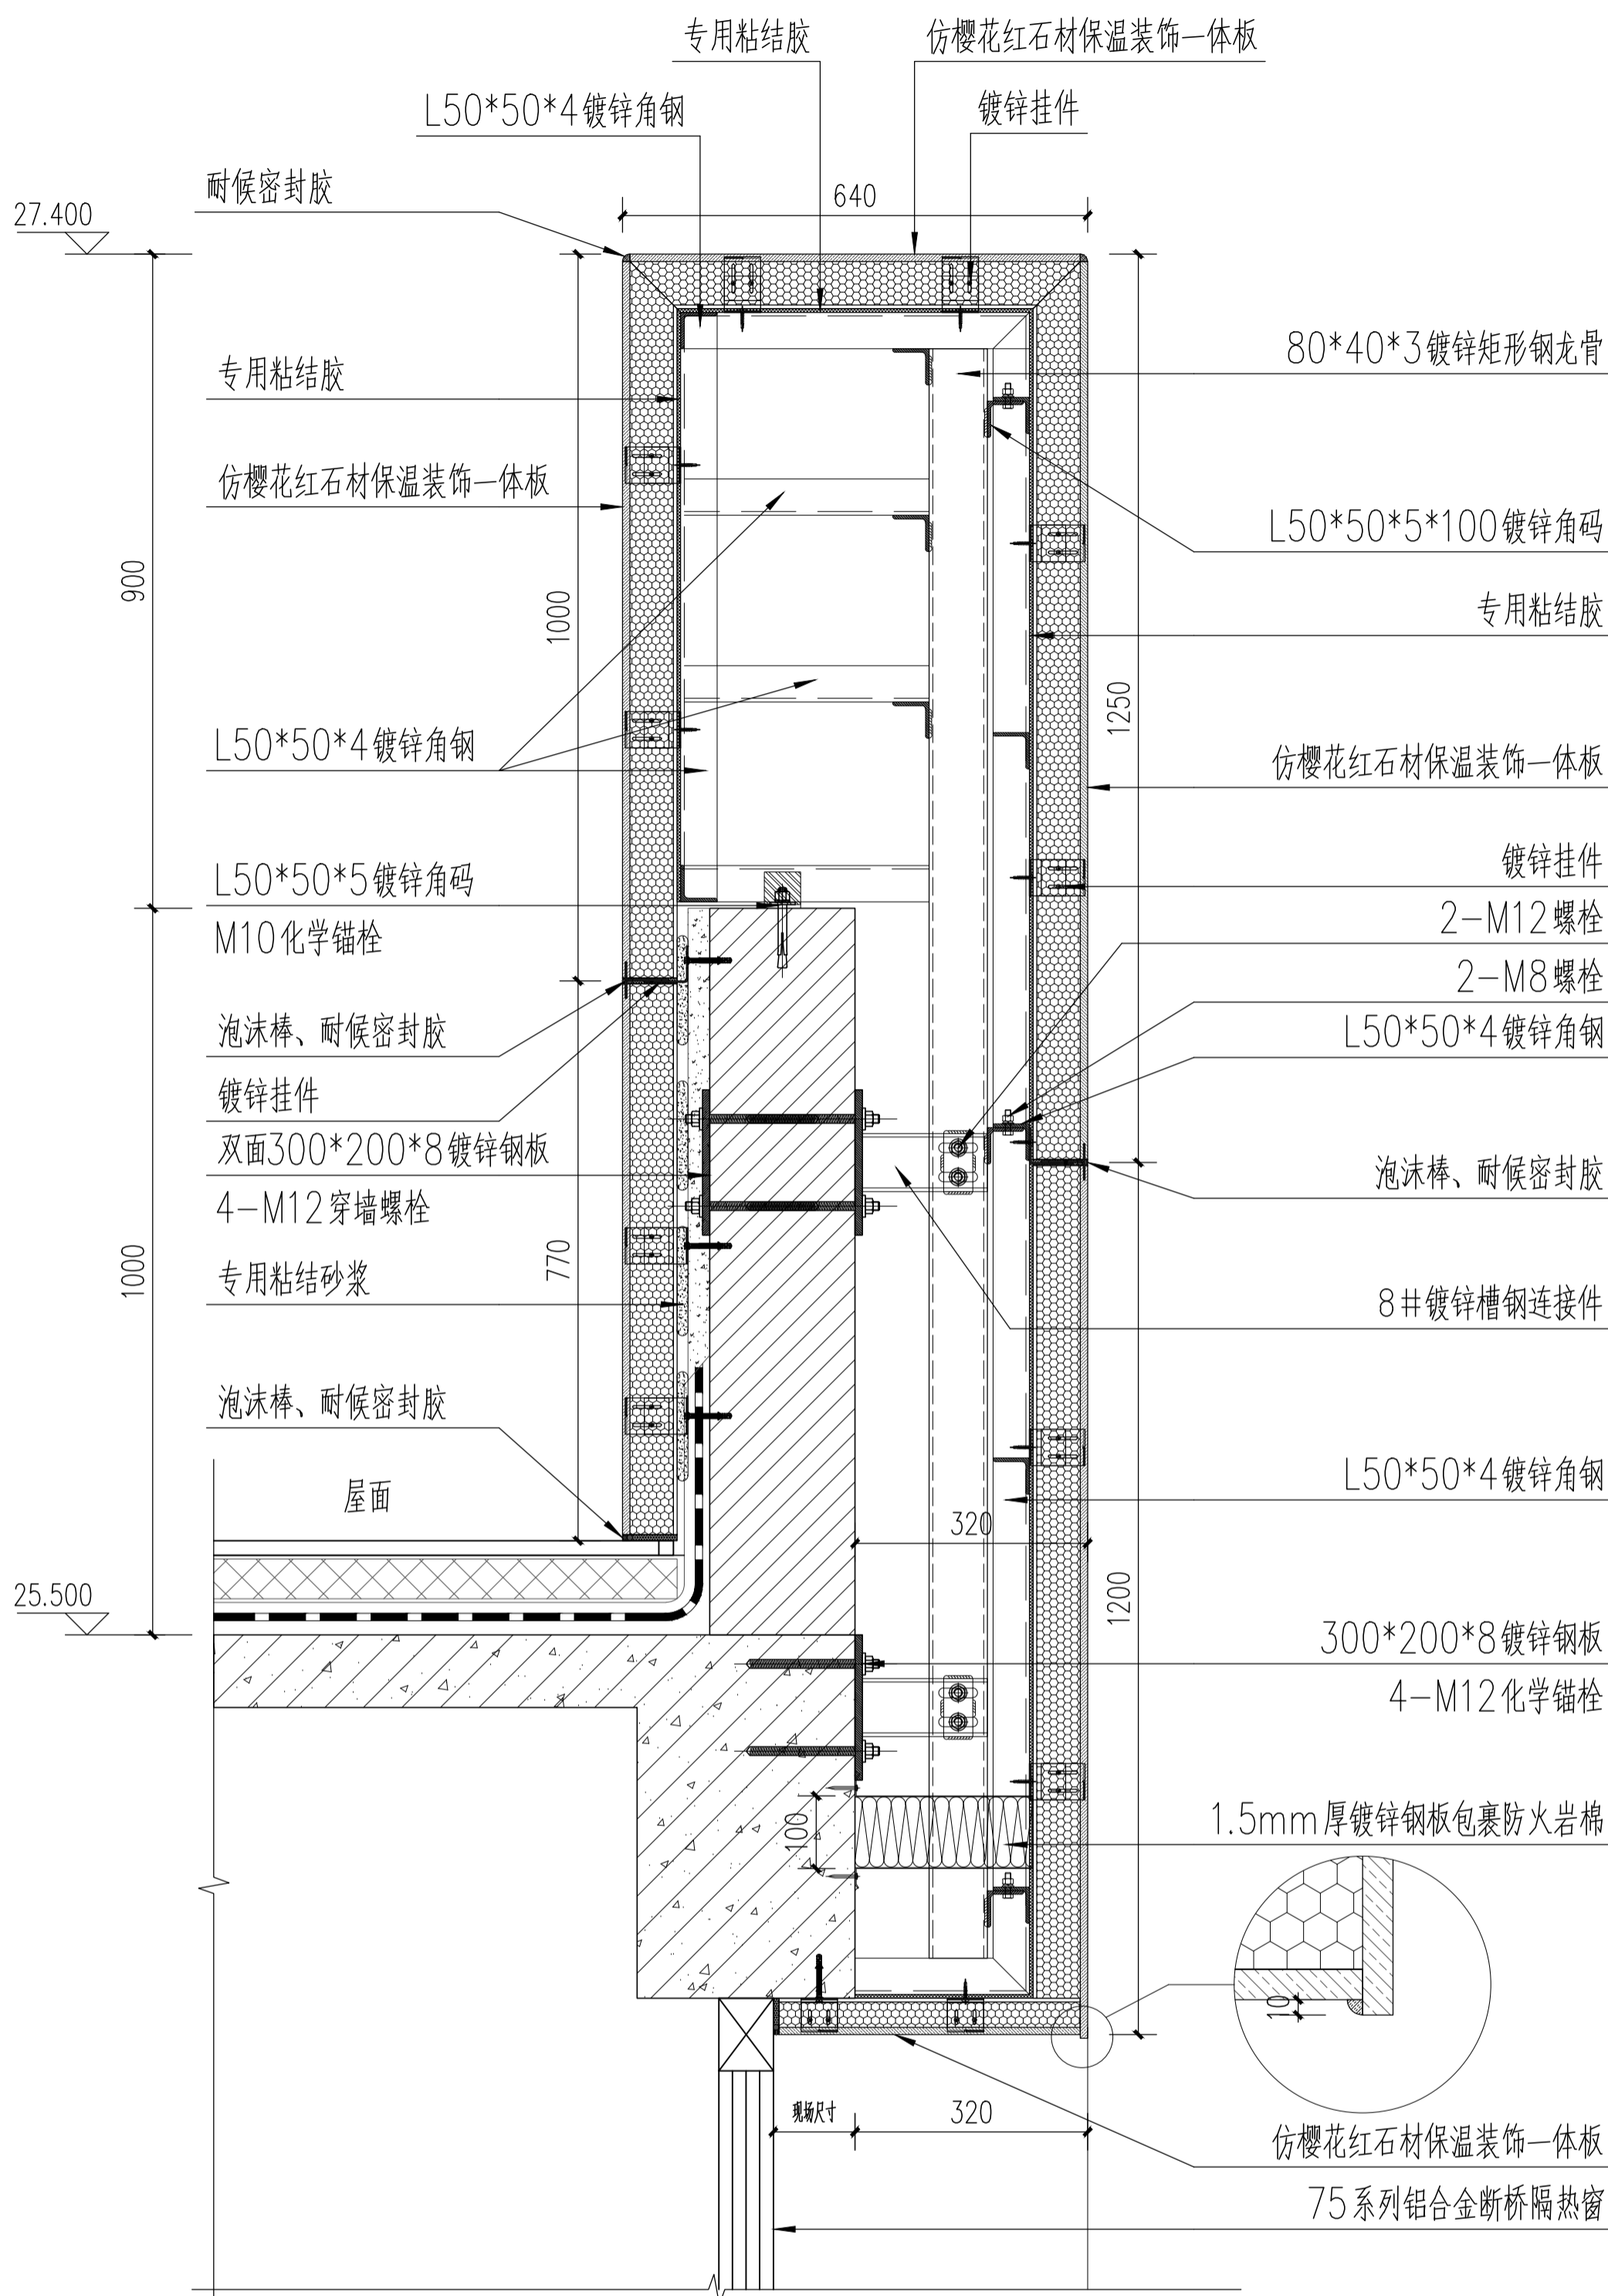 专用粘结胶
仿樱花红石材保温装饰一体板
L50*50*4镀锌角钢
镀锌挂件
耐候密封胶
640
27.400
80*40*3镀锌矩形钢龙骨
专用粘结胶
仿樱花红石材保温装饰一体板
L50*50*5*100镀锌角码
900
1000
专用粘结胶
1250
L50*50*4镀锌角钢
仿樱花红石材保温装饰一体板
L50*50*5镀锌角码
M10化学锚栓
镀锌挂件
2-M12螺栓
2-M8螺栓
泡沫棒、耐候密封胶
L50*50*4镀锌角钢
镀锌挂件
双面300*200*8镀锌钢板
4-M12穿墙螺栓
泡沫棒、耐候密封胶
1000
770
专用粘结砂浆
8#镀锌槽钢连接件
泡沫棒、耐候密封胶
屋面
L50*50*4镀锌角钢
320
25.500
1200
300*200*8镀锌钢板
4-M12化学锚栓
100
1.5mm厚镀锌钢板包裹防火岩棉
10
现场尺寸
320
仿樱花红石材保温装饰一体板
75系列铝合金断桥隔热窗